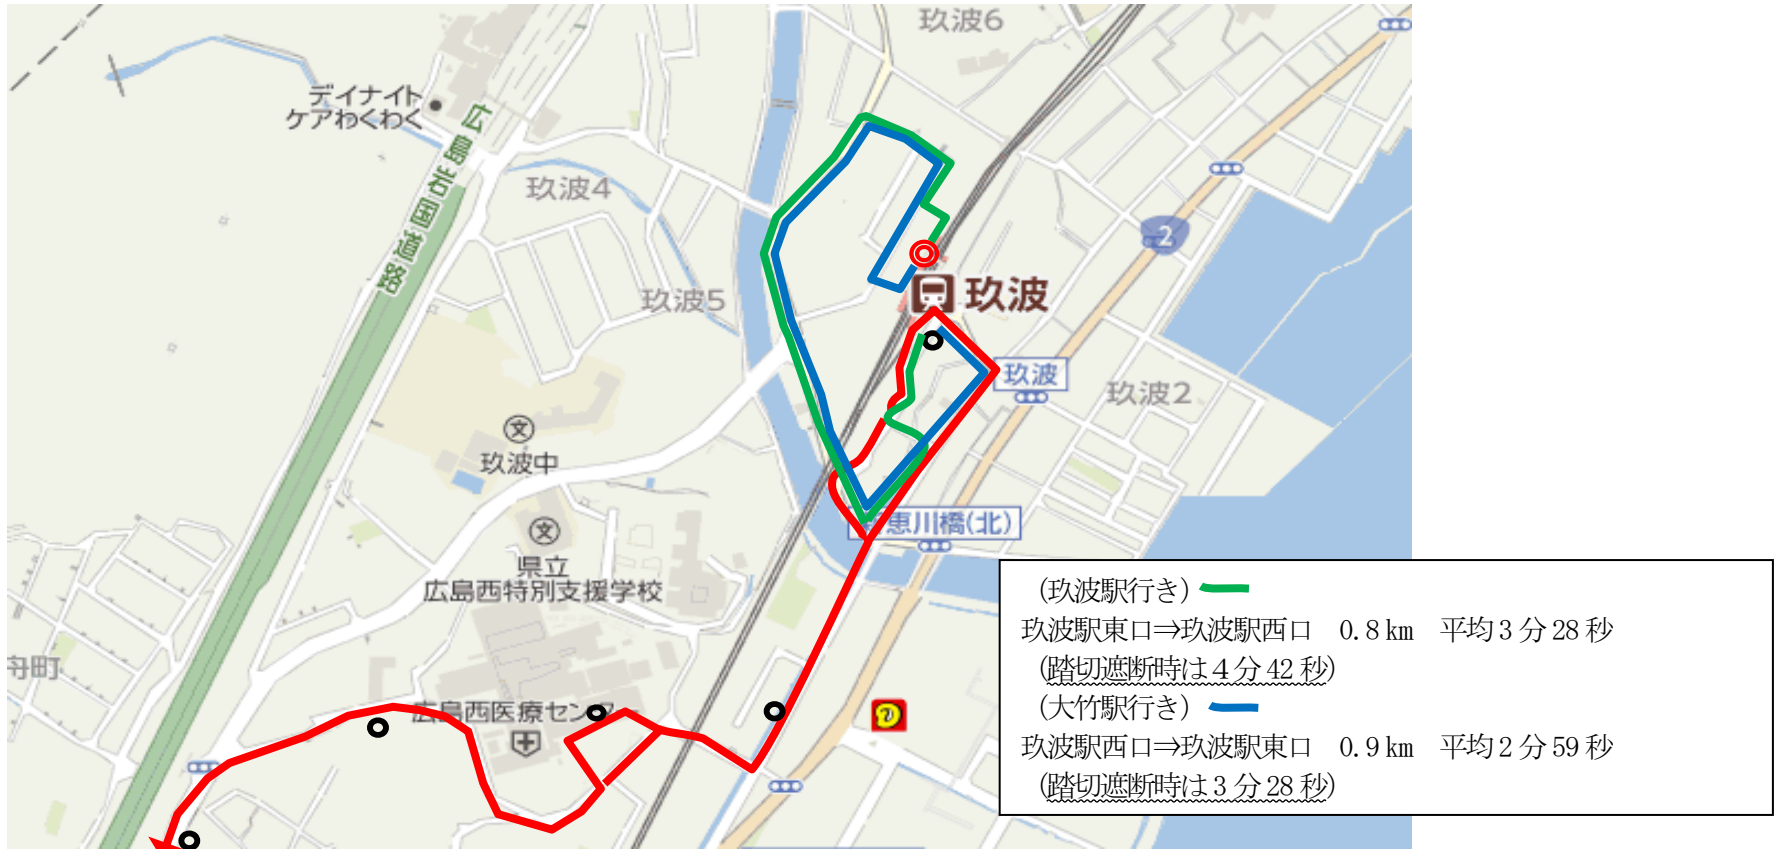 玖波6
デイナイト
ケアわくわく
広島岩国道路
玖波4
2
玖波5
玖波
玖波
玖波2
玖波中
恵川橋(北)
県立
広島西特別支援学校
舟町
広島西医療センター
(玖波駅行き)
玖波駅東口⇒玖波駅西口 0.8km 平均3分28秒
(踏切遮断時は4分42秒)
(大竹駅行き)
玖波駅西口⇒玖波駅東口 0.9km 平均2分59秒
(踏切遮断時は3分28秒)